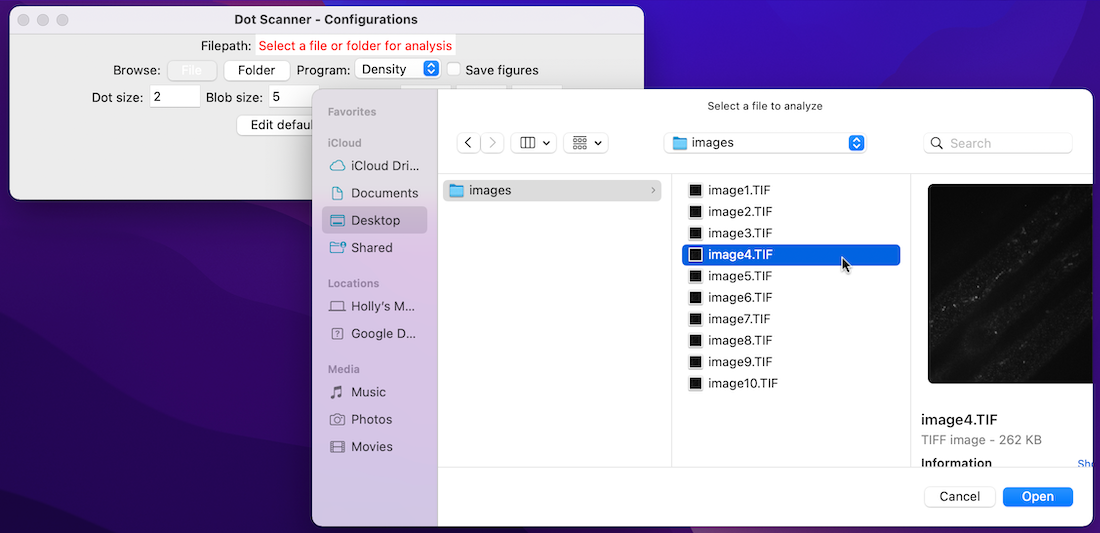 Dot Scanner - Configurations
Filepath: Select a file or folder for analysis
Browse: File Folder Program: Density Save figures
Dot size: 2 Blob size: 5
Edit defau
Select a file to analyze
Favorites
iCloud
iCloud Dri...
Documents
Desktop
Shared
Locations
Holly's M...
Google D...
Media
Music
Photos
Movies
images
Search
images
image1.TIF
image2.TIF
image3.TIF
image4.TIF
image5.TIF
image6.TIF
image7.TIF
image8.TIF
image9.TIF
image10.TIF
image4.TIF
TIFF image - 262 KB
Information
Sho
Cancel
Open